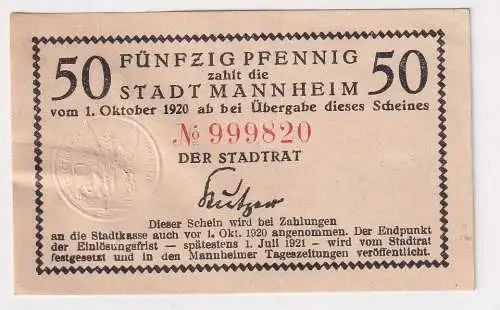 50 FÜNFZIG PFENNIG 50
zahlt die
STADT MANNHEIM
vom 1. Oktober 1920 ab bei Übergabe dieses Scheines
№ 999820
DER STADTRAT
Kutzer
Dieser Schein wird bei Zahlungen
an die Stadtkasse auch vor 1. Okt. 1920 angenommen. Der Endpunkt
der Einlösungsfrist — spätestens 1. Juli 1921 — wird vom Stadtrat
festgesetzt und in den Mannheimer Tageszeitungen veröffentlicht.